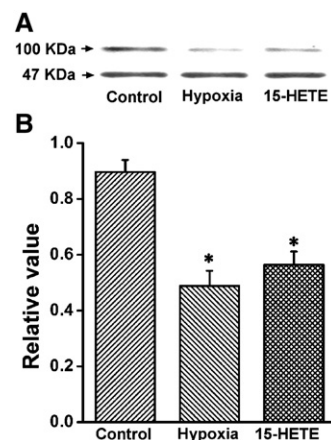 A
100 KDa
47 KDa
Control Hypoxia 15-HETE
B
Relative value
1.0
0.8
0.6
0.4
0.2
0.0
* *
Control Hypoxia 15-HETE